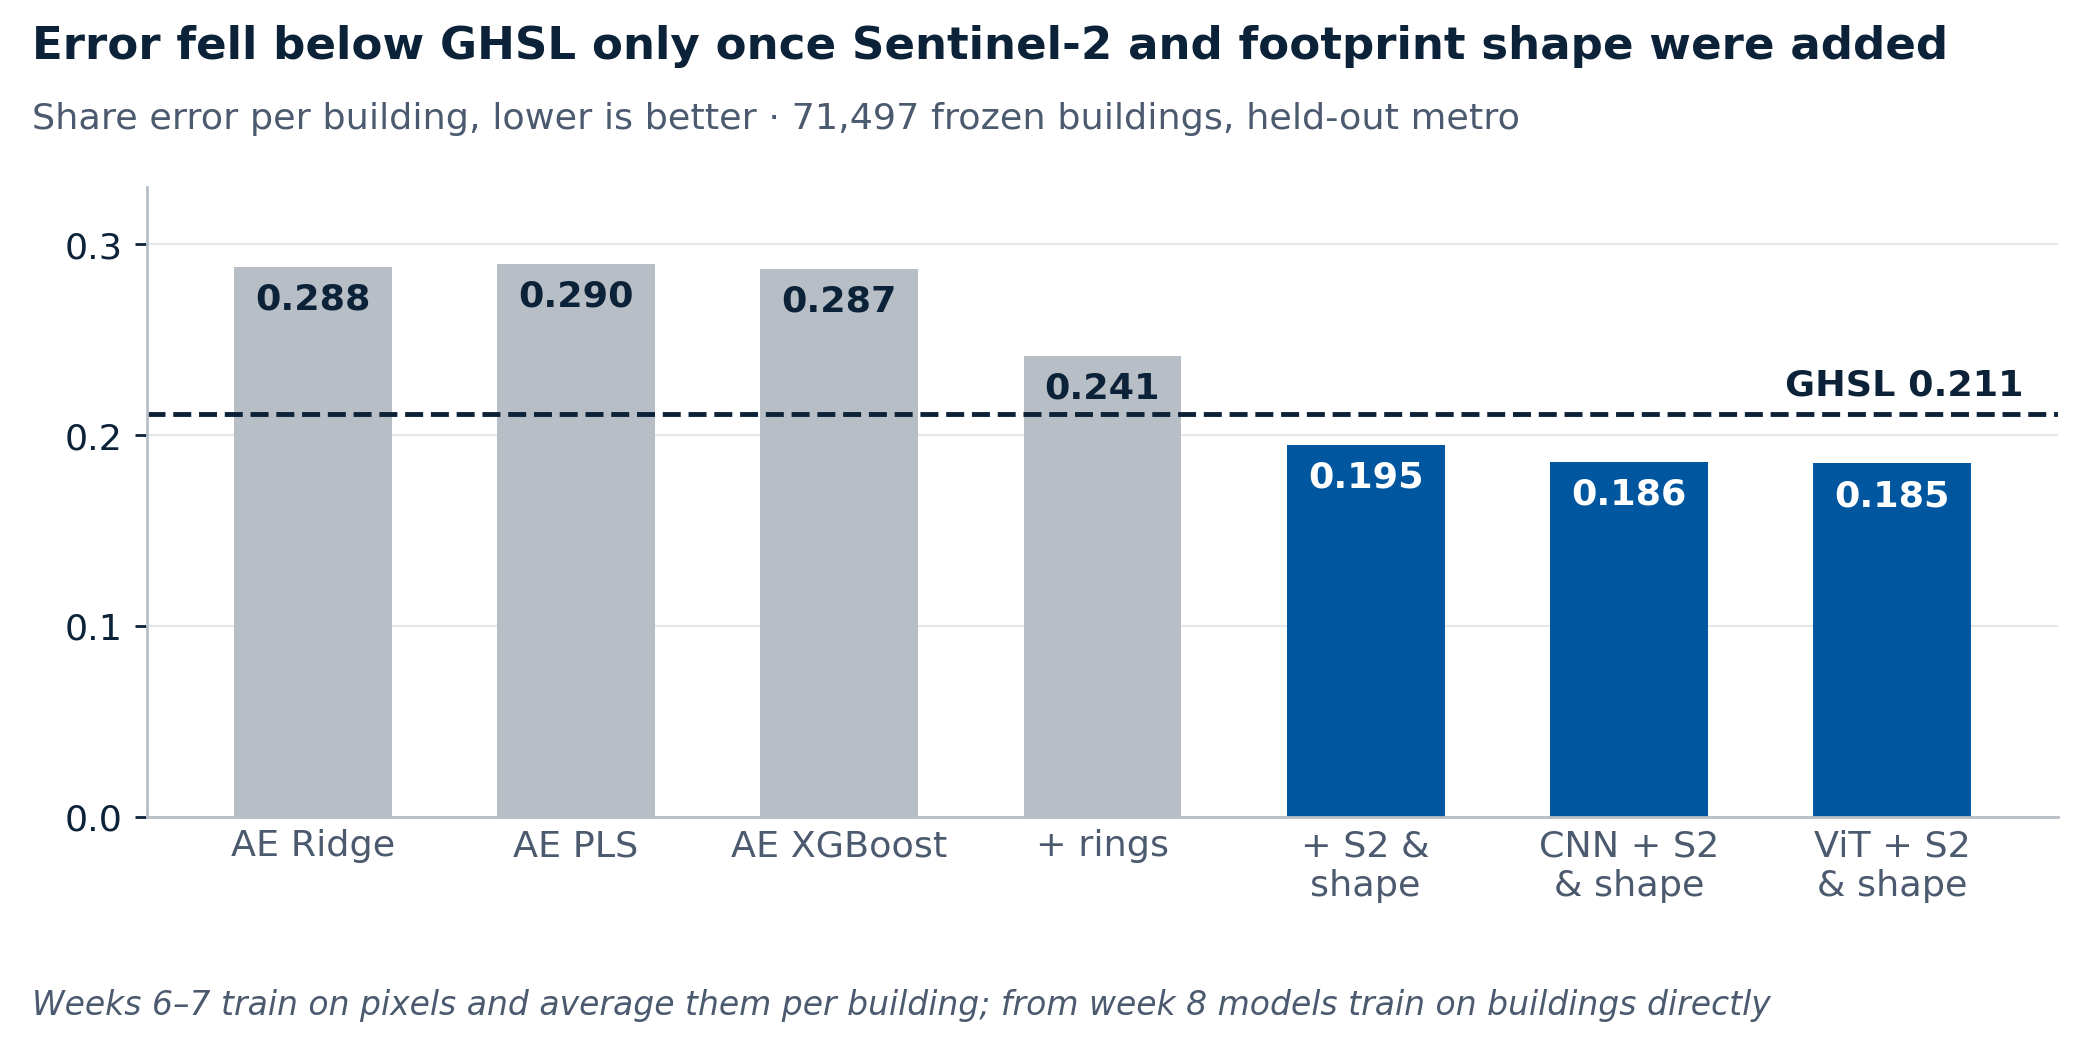 Error fell below GHSL only once Sentinel-2 and footprint shape were added
Share error per building, lower is better · 71,497 frozen buildings, held-out metro
0.3
0.2
0.1
0.0
0.288
0.290
0.287
0.241
GHSL 0.211
0.195
0.186
0.185
AE Ridge
AE PLS
AE XGBoost
+ rings
+ S2 &
shape
CNN + S2
& shape
ViT + S2
& shape
Weeks 6–7 train on pixels and average them per building; from week 8 models train on buildings directly